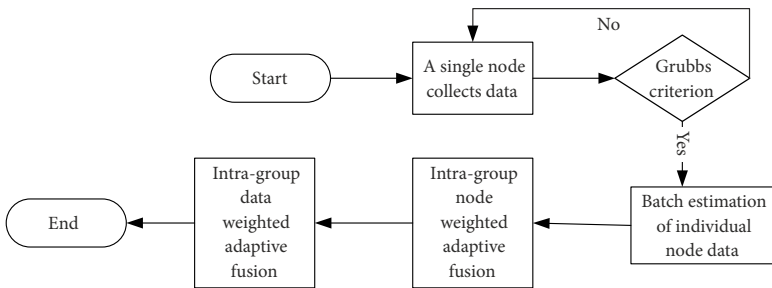 No
Start
A single node
collects data
Grubbs
criterion
Yes
Batch estimation
of individual
node data
Intra-group
node
weighted
adaptive
fusion
Intra-group
data
weighted
adaptive
fusion
End